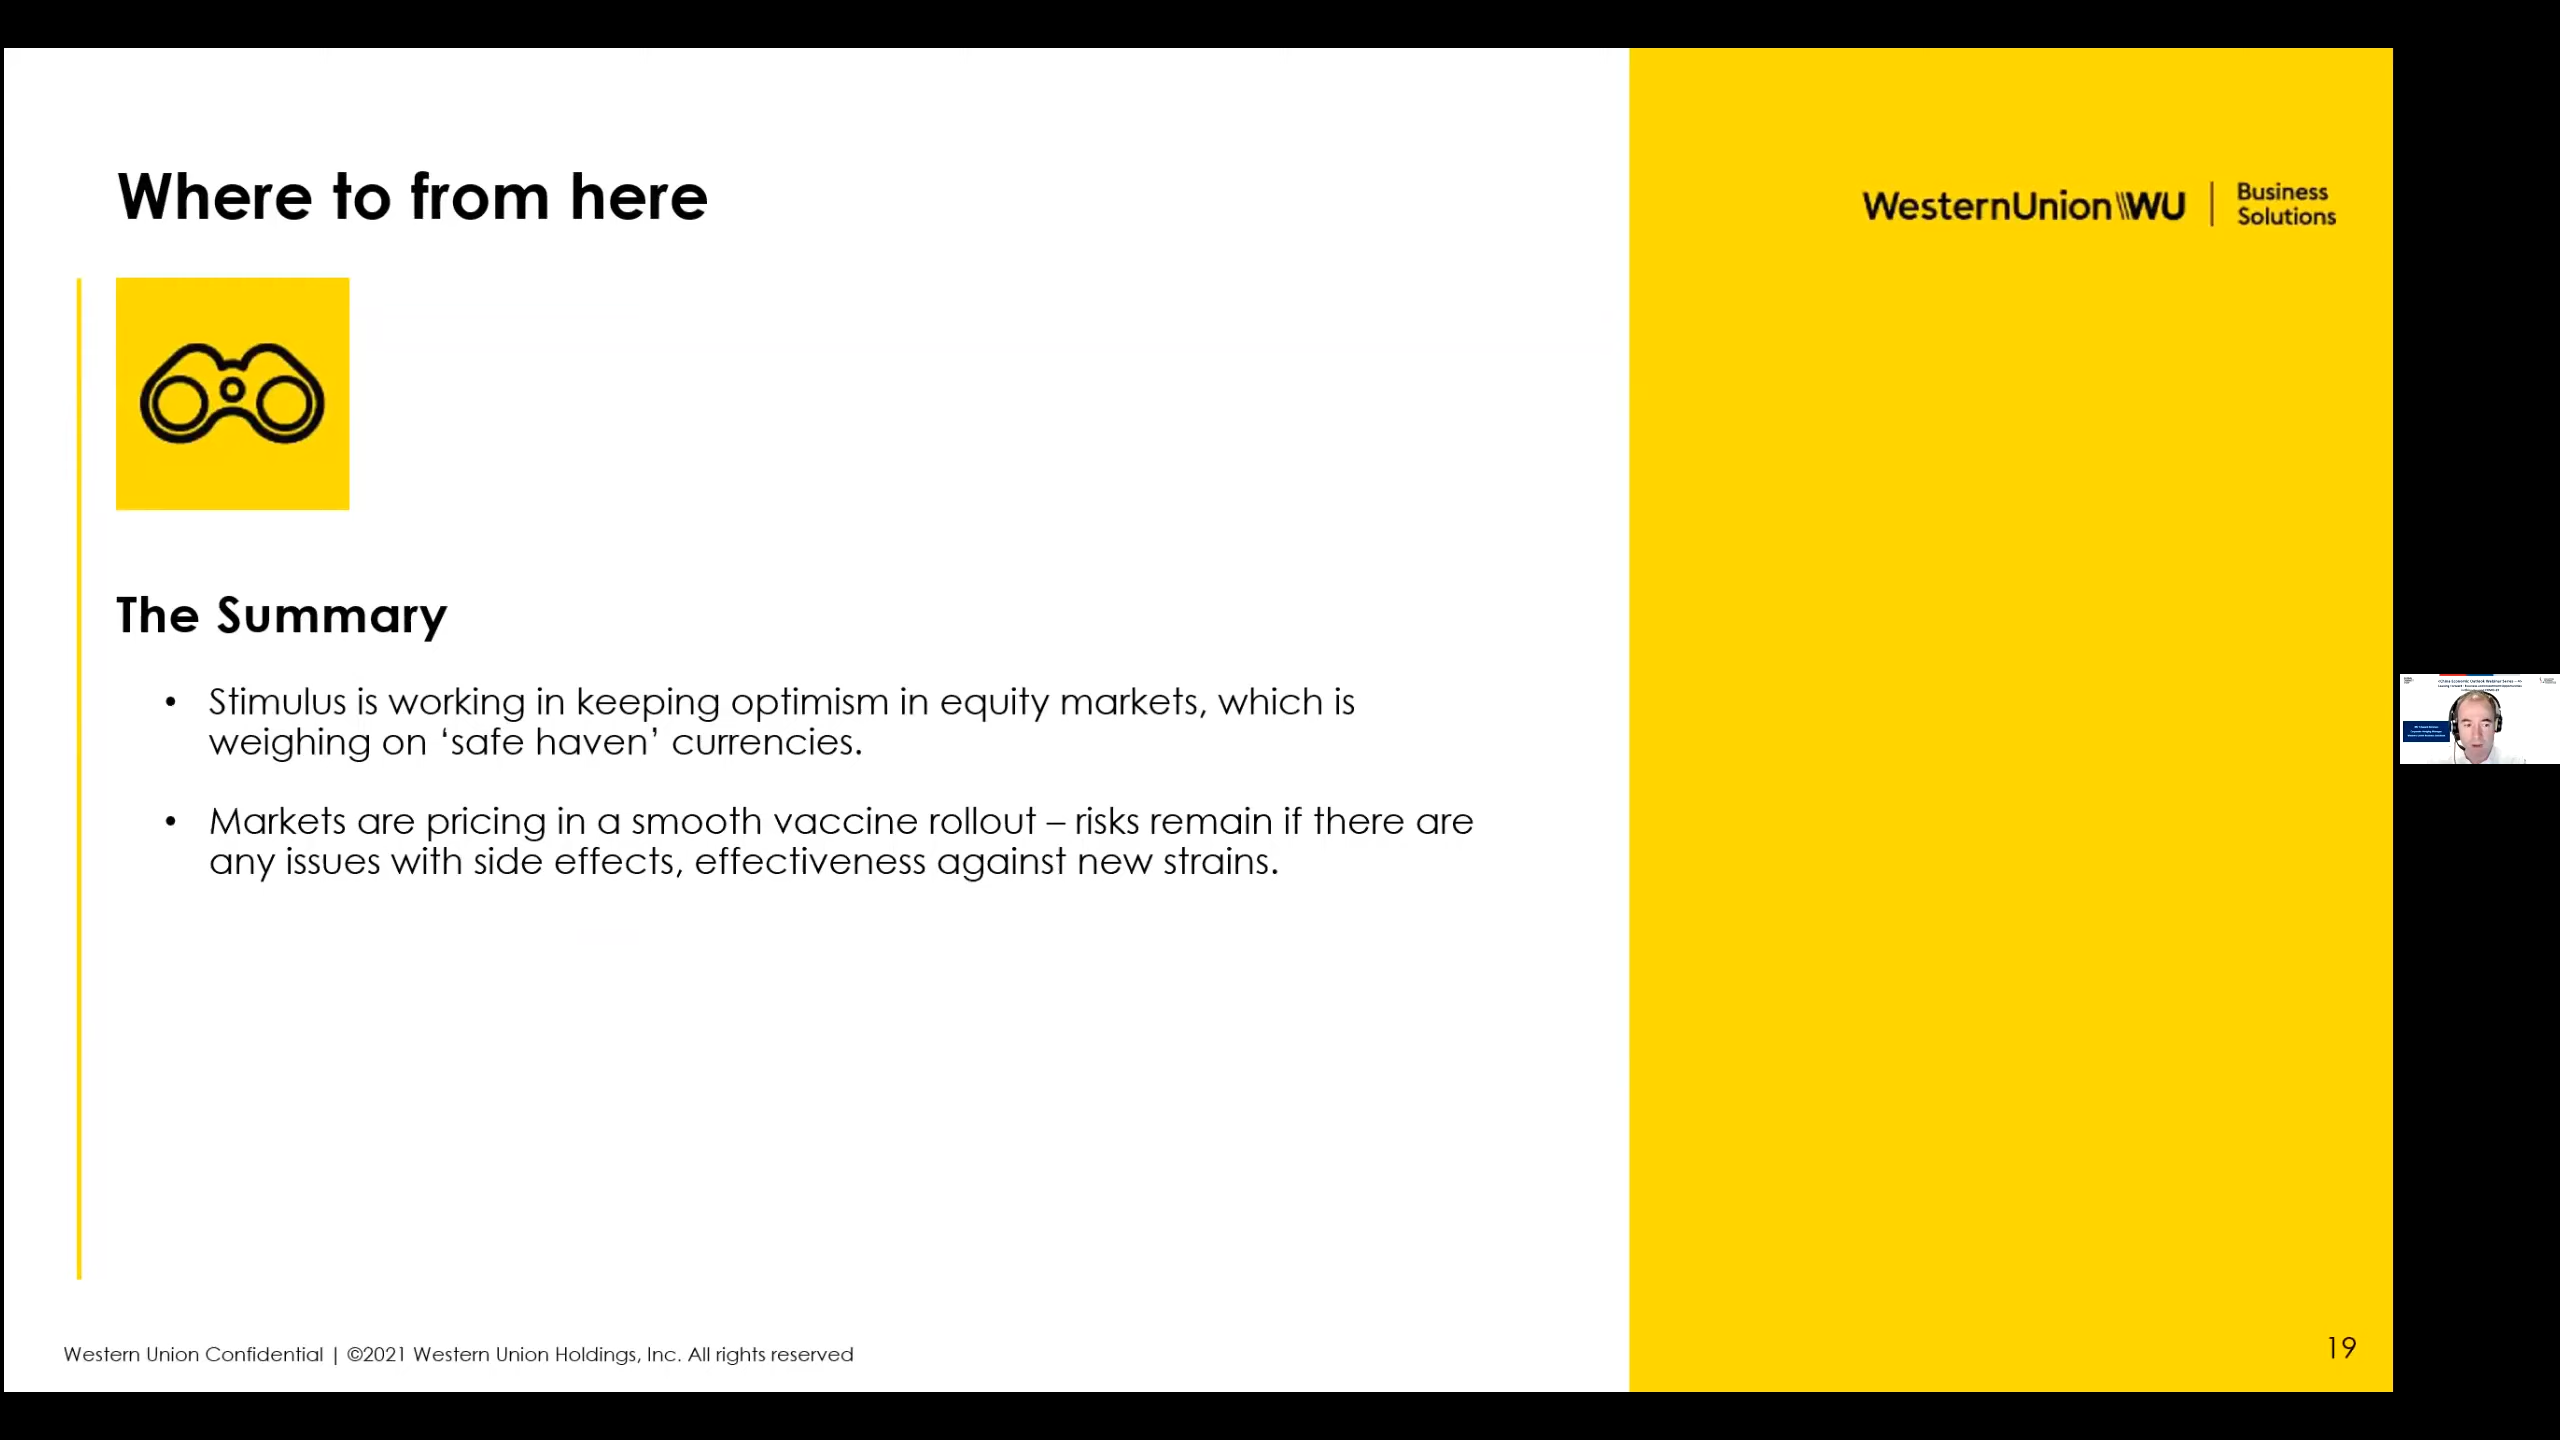 Where to from here
WesternUnion WU | Business
Solutions
The Summary
• Stimulus is working in keeping optimism in equity markets, which is
weighing on ‘safe haven’ currencies.
• Markets are pricing in a smooth vaccine rollout – risks remain if there are
any issues with side effects, effectiveness against new strains.
Western Union Confidential | ©2021 Western Union Holdings, Inc. All rights reserved
19